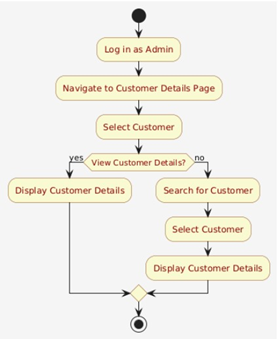 Log in as Admin
Navigate to Customer Details Page
Select Customer
yes
View Customer Details?
no
Display Customer Details
Search for Customer
Select Customer
Display Customer Details